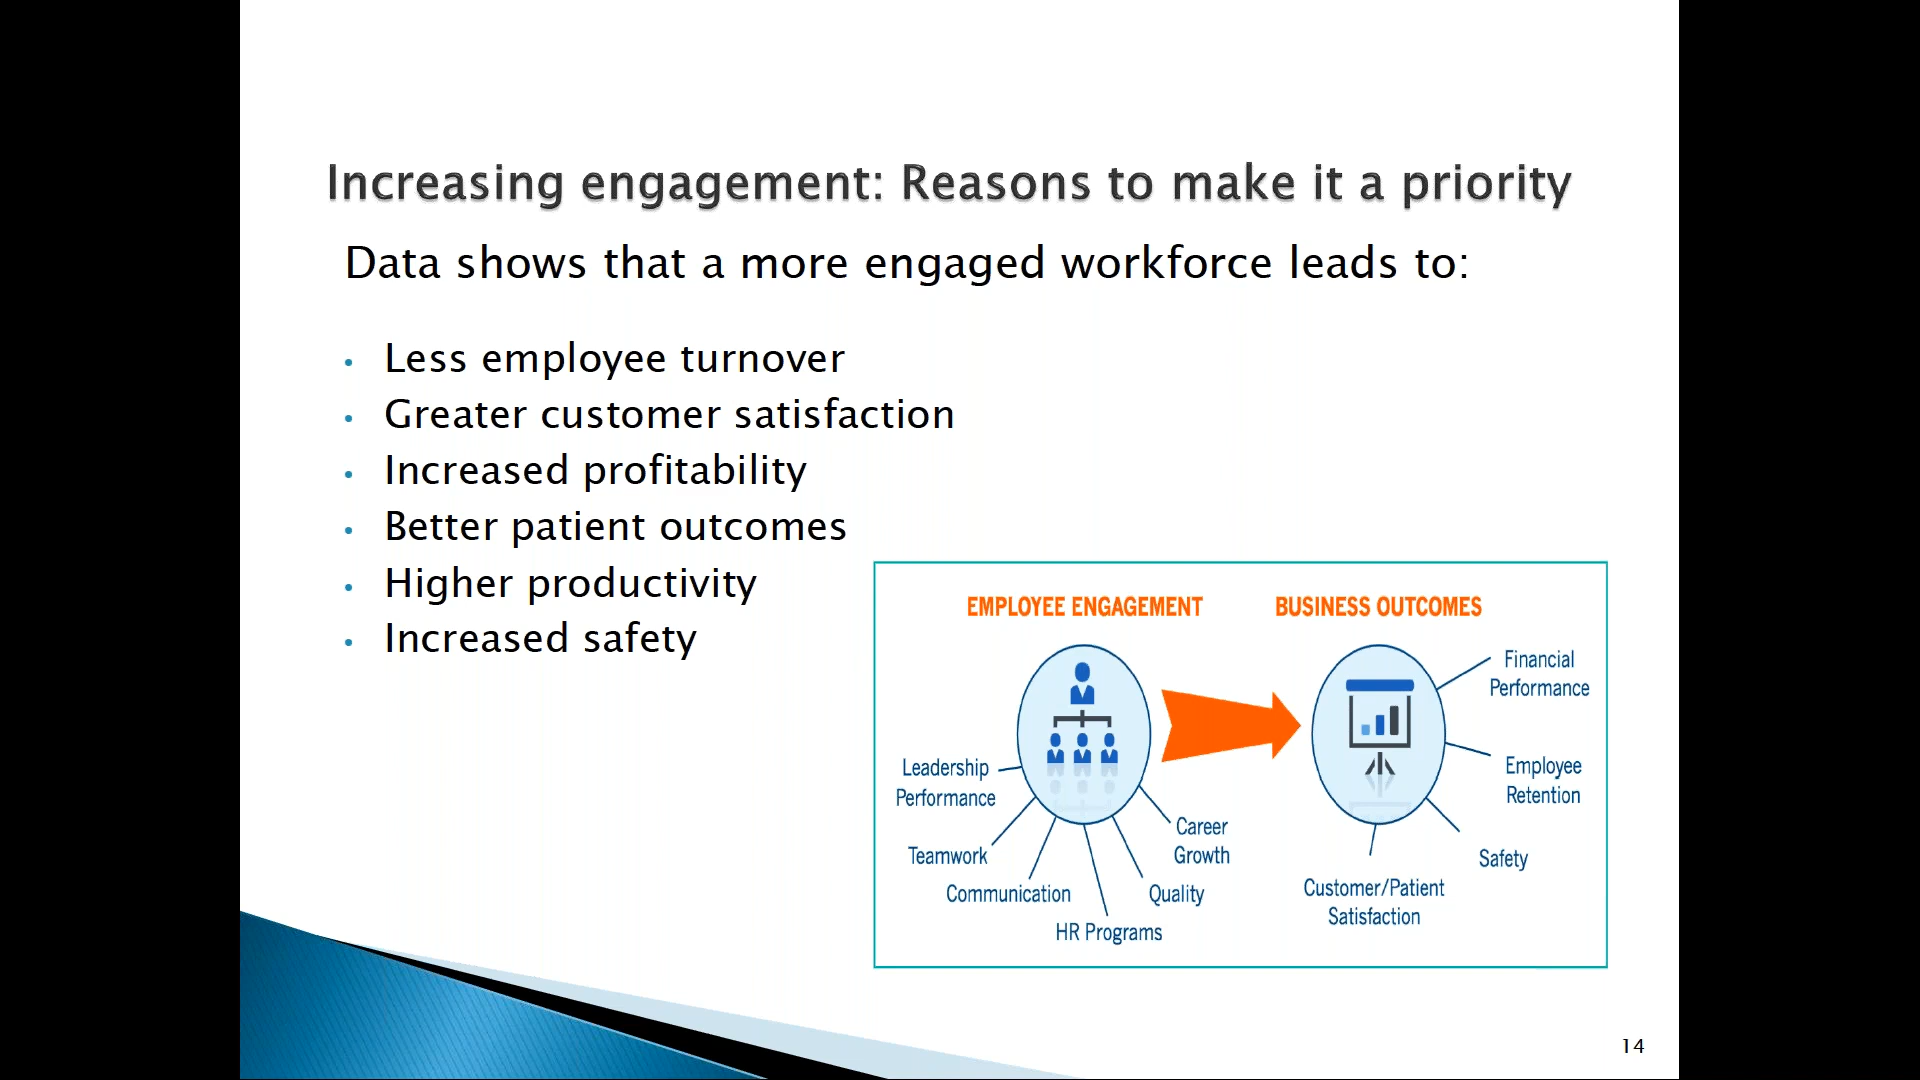 Increasing engagement: Reasons to make it a priority
Data shows that a more engaged workforce leads to:
• Less employee turnover
• Greater customer satisfaction
• Increased profitability
• Better patient outcomes
• Higher productivity
• Increased safety
EMPLOYEE ENGAGEMENT
Leadership
Performance
Teamwork
Communication
HR Programs
Quality
Career
Growth
BUSINESS OUTCOMES
Financial
Performance
Employee
Retention
Safety
Customer/Patient
Satisfaction
14